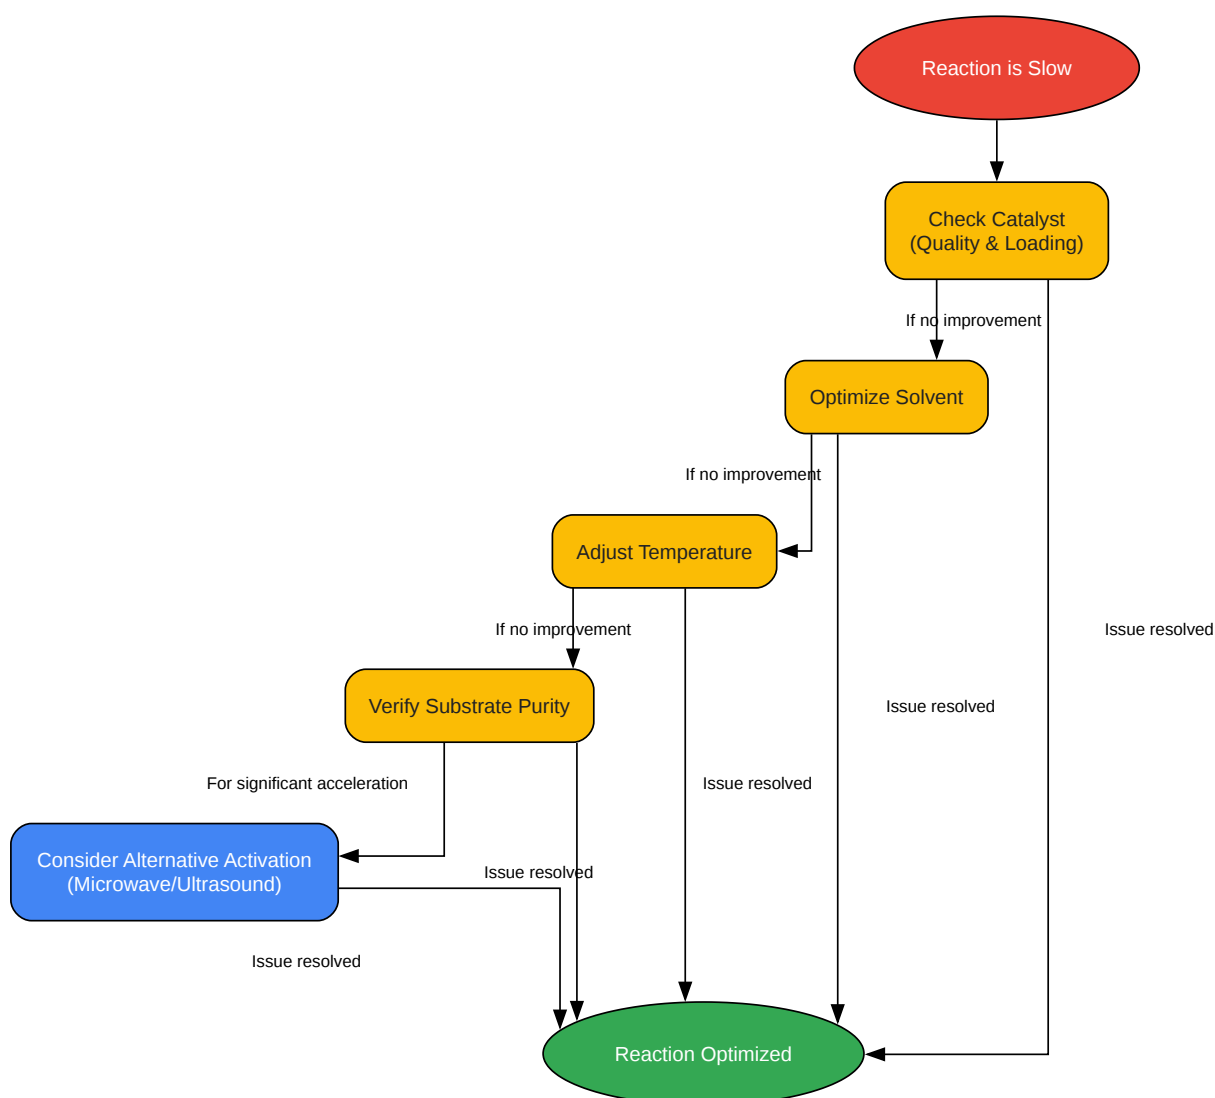 Reaction is Slow
Check Catalyst
(Quality & Loading)
If no improvement
Optimize Solvent
If no improvement
Adjust Temperature
If no improvement
Issue resolved
Verify Substrate Purity
Issue resolved
For significant acceleration
Issue resolved
Consider Alternative Activation
(Microwave/Ultrasound)
Issue resolved
Issue resolved
Reaction Optimized